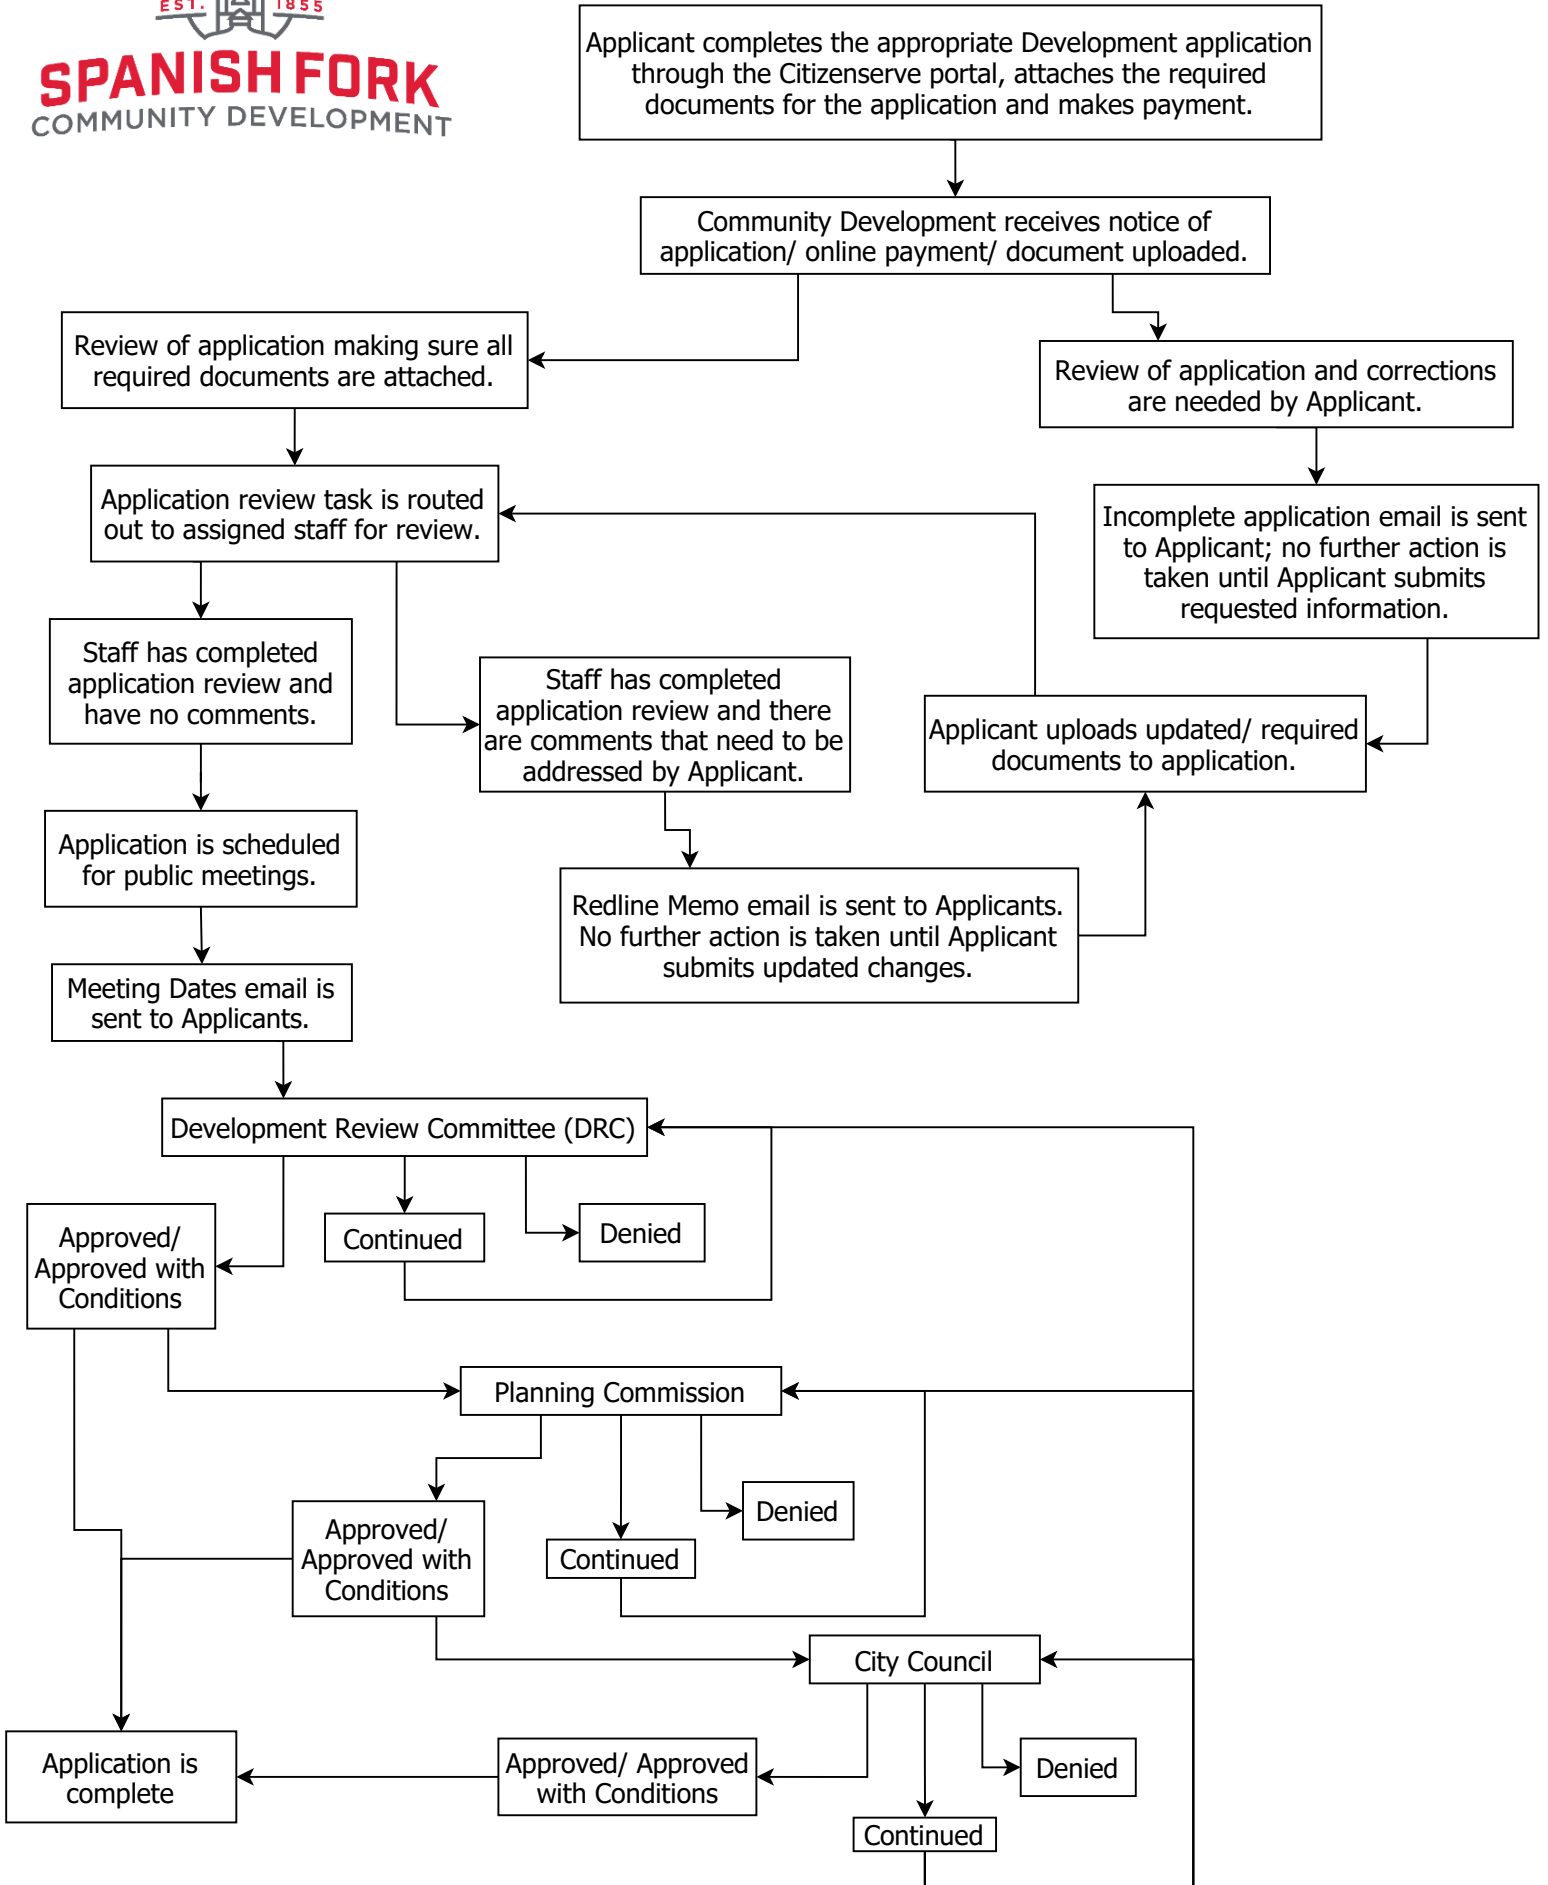 EST. 1855
SPANISH FORK
COMMUNITY DEVELOPMENT
Applicant completes the appropriate Development application
through the Citizenserve portal, attaches the required
documents for the application and makes payment.
Community Development receives notice of
application/ online payment/ document uploaded.
Review of application making sure all
required documents are attached.
Review of application and corrections
are needed by Applicant.
Application review task is routed
out to assigned staff for review.
Incomplete application email is sent
to Applicant; no further action is
taken until Applicant submits
requested information.
Staff has completed
application review and
have no comments.
Staff has completed
application review and there
are comments that need to be
addressed by Applicant.
Applicant uploads updated/ required
documents to application.
Application is scheduled
for public meetings.
Redline Memo email is sent to Applicants.
No further action is taken until Applicant
submits updated changes.
Meeting Dates email is
sent to Applicants.
Development Review Committee (DRC)
Approved/
Approved with
Conditions
Continued
Denied
Planning Commission
Approved/
Approved with
Conditions
Continued
Denied
City Council
Application is
complete
Approved/ Approved
with Conditions
Continued
Denied